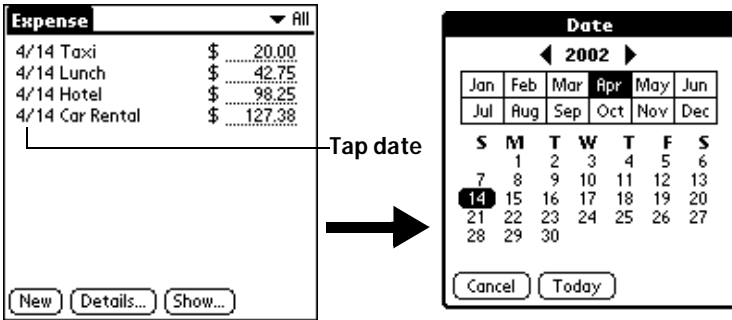 Expense
All
4/14 Taxi $ 20.00
4/14 Lunch $ 42.75
4/14 Hotel $ 98.25
4/14 Car Rental $ 127.38
New Details... Show...
Tap date
Date
2002
Jan Feb Mar Apr May Jun
Jul Aug Sep Oct Nov Dec
S M T W T F S
1 2 3 4 5 6
7 8 9 10 11 12 13
14 15 16 17 18 19 20
21 22 23 24 25 26 27
28 29 30
Cancel Today